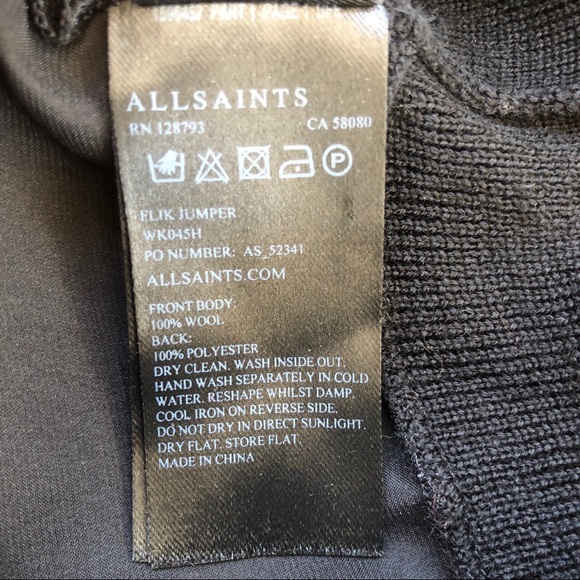 ALLSAINTS
RN 128793 CA 58080
P
FLIK JUMPER
WK045H
PO NUMBER: AS_52341
ALLSAINTS.COM
FRONT BODY:
100% WOOL
BACK:
100% POLYESTER
DRY CLEAN. WASH INSIDE OUT.
HAND WASH SEPARATELY IN COLD
WATER. RESHAPE WHILST DAMP.
COOL IRON ON REVERSE SIDE.
DO NOT DRY IN DIRECT SUNLIGHT.
DRY FLAT. STORE FLAT.
MADE IN CHINA